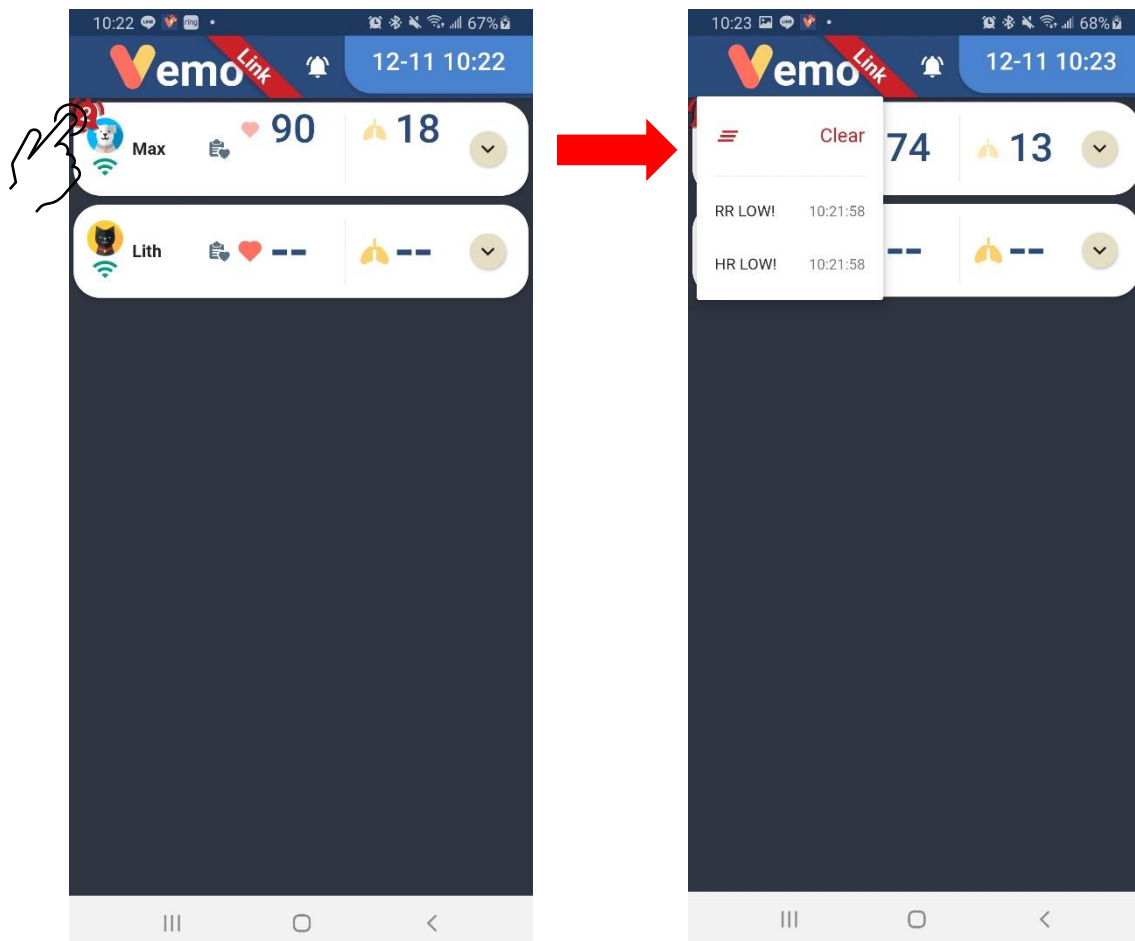 10:22 ring 67%
Vemo Link 12-11 10:22
Max 90 18
Lith -- --
10:23 68%
Vemo Link 12-11 10:23
Clear
74 13
RR LOW! 10:21:58
HR LOW! 10:21:58
-- --